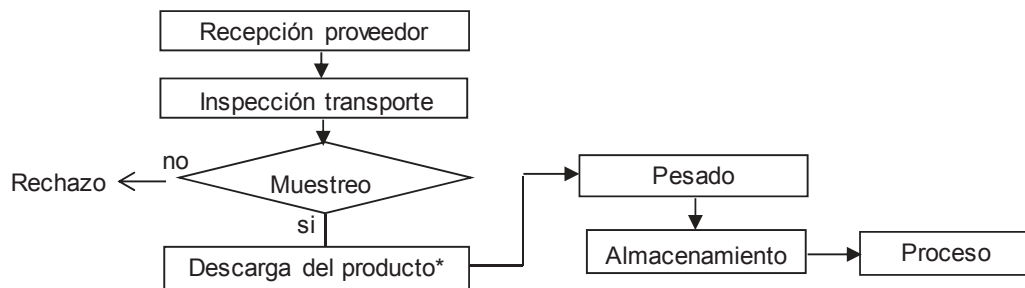 Recepción proveedor
Inspección transporte
no
Rechazo
Muestreo
si
Descarga del producto*
Pesado
Almacenamiento
Proceso